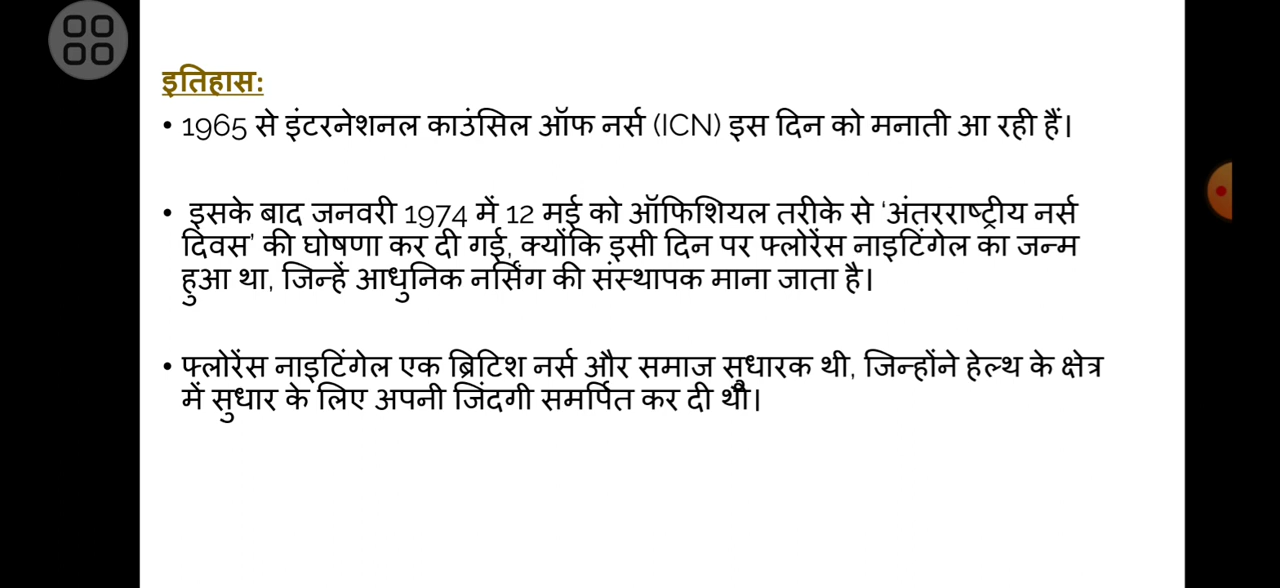 इतिहास:
• 1965 से इंटरनेशनल काउंसिल ऑफ नर्स (ICN) इस दिन को मनाती आ रही हैं।
• इसके बाद जनवरी 1974 में 12 मई को ऑफिशियल तरीके से ‘अंतरराष्ट्रीय नर्स
दिवस’ की घोषणा कर दी गई, क्योंकि इसी दिन पर फ्लोरेंस नाइटिंगेल का जन्म
हुआ था, जिन्हें आधुनिक नर्सिंग की संस्थापक माना जाता है।
• फ्लोरेंस नाइटिंगेल एक ब्रिटिश नर्स और समाज सुधारक थी, जिन्होंने हेल्थ के क्षेत्र
में सुधार के लिए अपनी जिंदगी समर्पित कर दी थी।